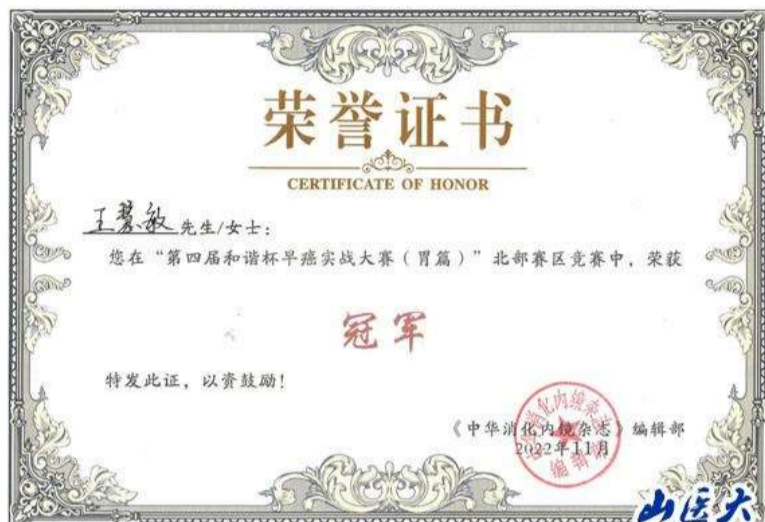 荣誉证书
CERTIFICATE OF HONOR
王慧敏 先生/女士：
您在“第四届和谐杯早癌实战大赛（胃篇）”北部赛区竞赛中，荣获
冠军
特发此证，以资鼓励！
《中华消化内镜杂志》编辑部
2022年11月
山医大